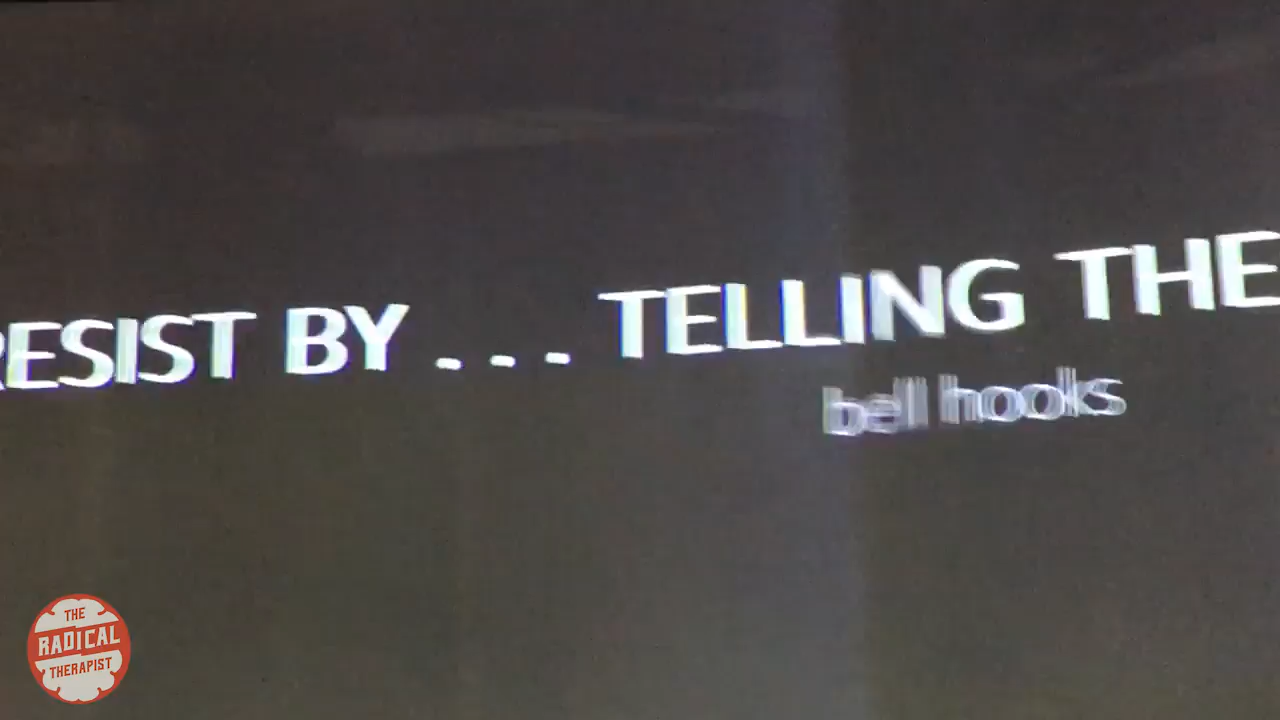 RESIST BY . . . TELLING THE
bell hooks
THE
RADICAL
THERAPIST